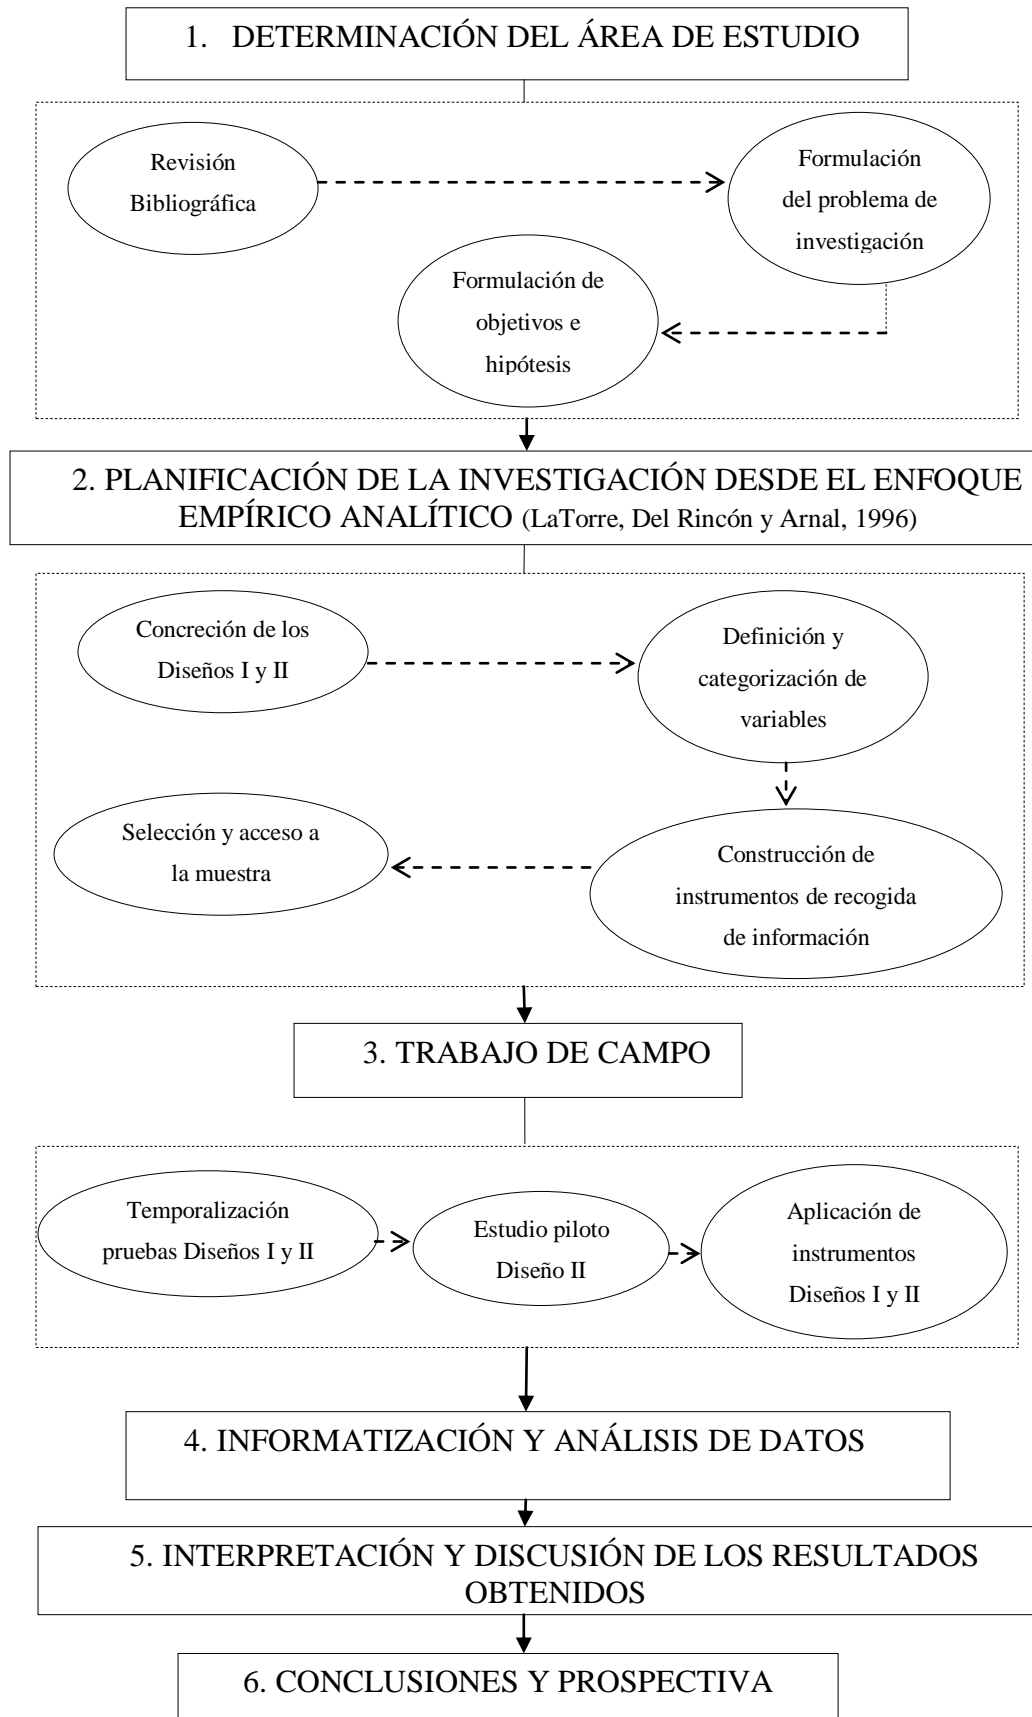 1. DETERMINACIÓN DEL ÁREA DE ESTUDIO
Revisión
Bibliográfica
Formulación
del problema de
investigación
Formulación de
objetivos e
hipótesis
2. PLANIFICACIÓN DE LA INVESTIGACIÓN DESDE EL ENFOQUE
EMPÍRICO ANALÍTICO (LaTorre, Del Rincón y Arnal, 1996)
Concreción de los
Diseños I y II
Definición y
categorización de
variables
Selección y acceso a
la muestra
Construcción de
instrumentos de recogida
de información
3. TRABAJO DE CAMPO
Temporalización
pruebas Diseños I y II
Estudio piloto
Diseño II
Aplicación de
instrumentos
Diseños I y II
4. INFORMATIZACIÓN Y ANÁLISIS DE DATOS
5. INTERPRETACIÓN Y DISCUSIÓN DE LOS RESULTADOS
OBTENIDOS
6. CONCLUSIONES Y PROSPECTIVA